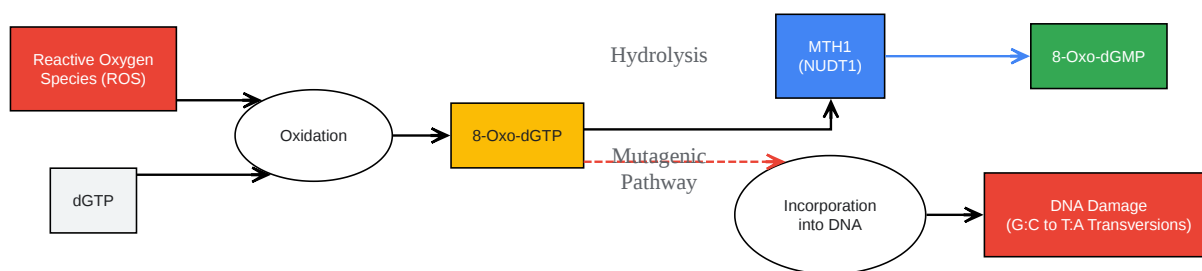 Reactive Oxygen
Species (ROS)
dGTP
Oxidation
8-Oxo-dGTP
Hydrolysis
MTH1
(NUDT1)
8-Oxo-dGMP
Mutagenic
Pathway
Incorporation
into DNA
DNA Damage
(G:C to T:A Transversions)